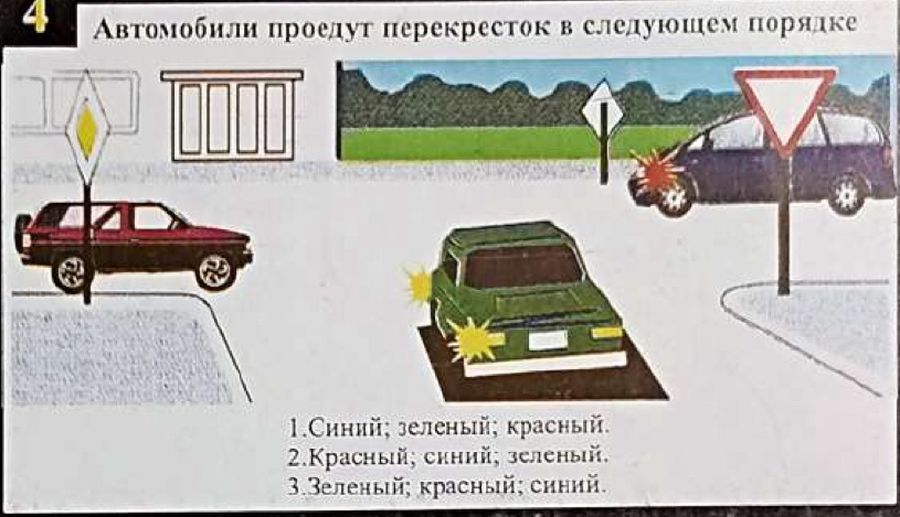 4
Автомобили проедут перекресток в следующем порядке
1.Синий; зеленый; красный.
2.Красный; синий; зеленый.
3.Зеленый; красный; синий.